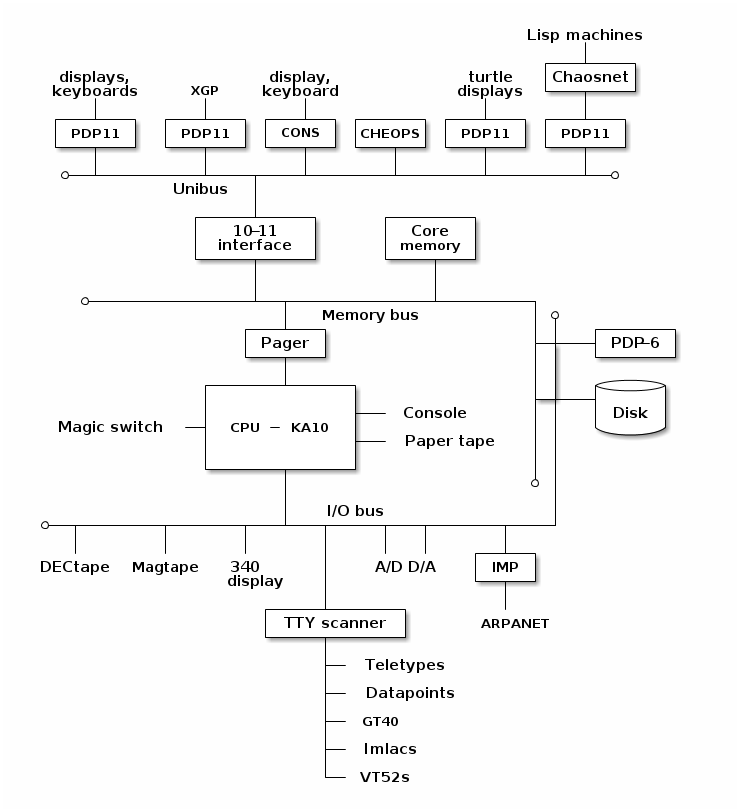 Lisp machines
displays,
keyboards
XGP
display,
keyboard
turtle
displays
Chaosnet
PDP11
PDP11
CONS
CHEOPS
PDP11
PDP11
Unibus
10-11
interface
Core
memory
Memory bus
Pager
PDP-6
Magic switch
CPU - KA10
Console
Paper tape
Disk
I/O bus
DECtape
Magtape
340
display
A/D D/A
IMP
ARPANET
TTY scanner
Teletypes
Datapoints
GT40
Imlacs
VT52s